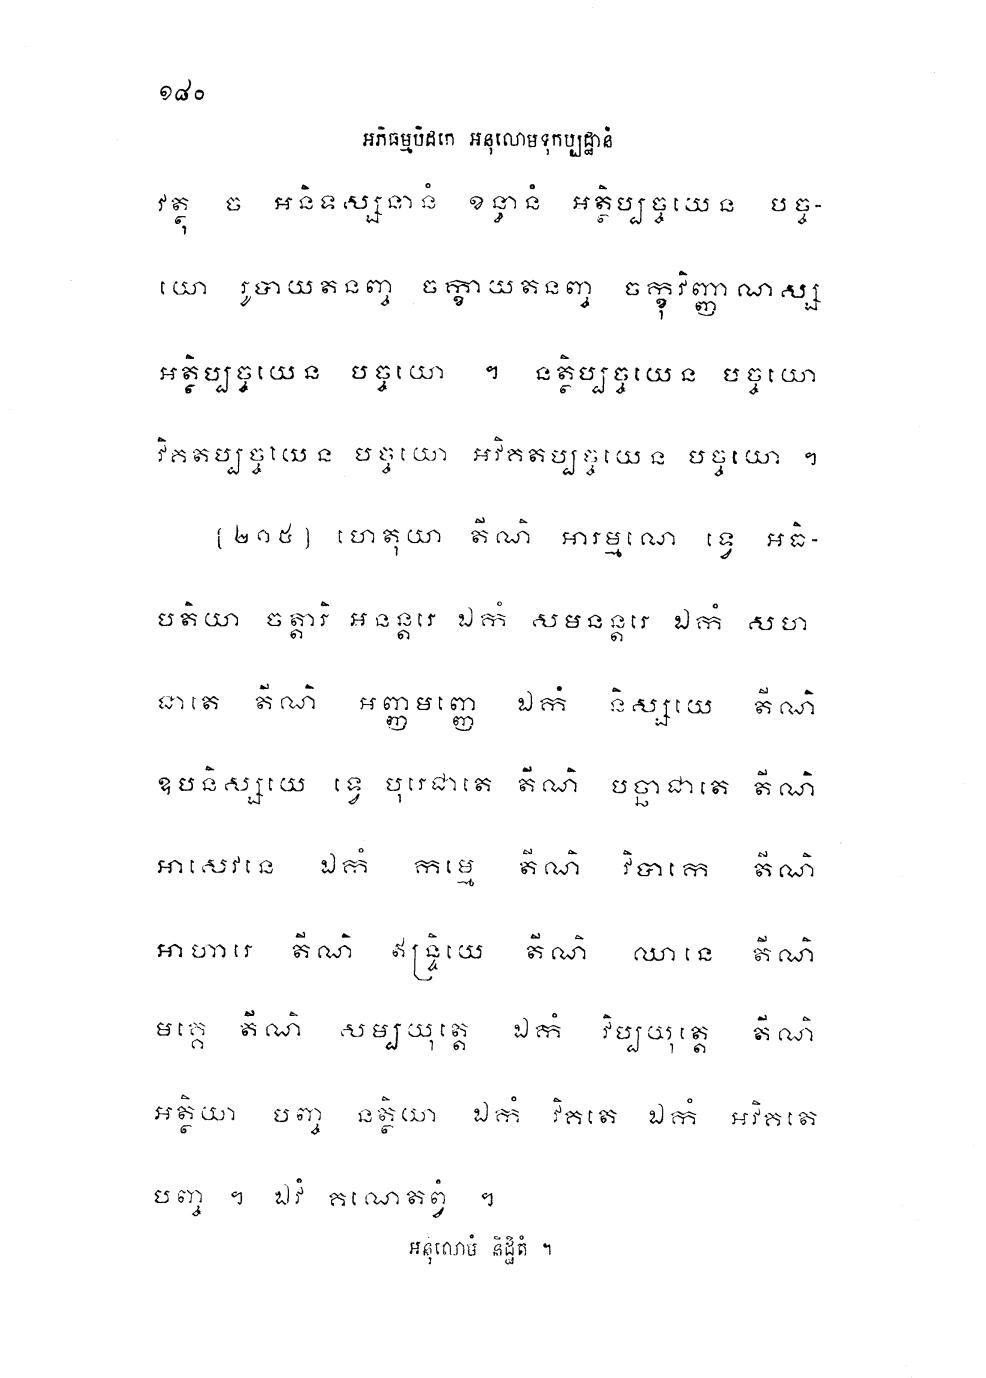 ១៨០
អភិធម្មបិដកេ អនុលោមទុកប្បដ្ឋានំ
វត្ថុ ច អនិទស្សនានំ ខន្ធានំ អត្ថិប្បច្ចយេន បច្ច-
យោ រូបាយតនញ្ច ចក្ខាយតនញ្ច ចក្ខុវិញ្ញាណស្ស
អត្ថិប្បច្ចយេន បច្ចយោ ។ នត្ថិប្បច្ចយេន បច្ចយោ
វិគតប្បច្ចយេន បច្ចយោ អវិគតប្បច្ចយេន បច្ចយោ ។
[២១៥] ហេតុយា តីណិ អារម្មណេ ទ្វេ អធិ-
បតិយា ចត្តារិ អនន្តរេ ឯកំ សមនន្តរេ ឯកំ សហ
ជាតេ តីណិ អញ្ញមញ្ញេ ឯកំ និស្សយេ តីណិ
ឧបនិស្សយេ ទ្វេ បុរេជាតេ តីណិ បច្ឆាជាតេ តីណិ
អាសេវនេ ឯកំ កម្មេ តីណិ វិបាកេ តីណិ
អាហារេ តីណិ ឥន្ទ្រិយេ តីណិ ឈានេ តីណិ
មគ្គេ តីណិ សម្បយុត្តេ ឯកំ វិប្បយុត្តេ តីណិ
អត្ថិយា បញ្ច នត្ថិយា ឯកំ វិគតេ ឯកំ អវិគតេ
បញ្ច ។ ឯវំ គណេតព្វំ ។
អនុលោមំ និដ្ឋិតំ ។